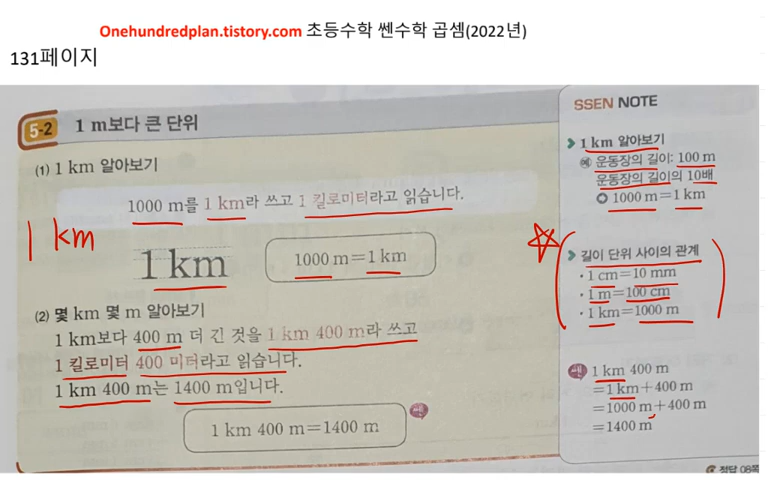 Onehundredplan.tistory.com 초등수학 쎈수학 곱셈(2022년)
131페이지
5-2 1 m보다 큰 단위
(1) 1 km 알아보기
1000 m를 1 km라 쓰고 1 킬로미터라고 읽습니다.
1 km
1 km
1000 m=1 km
(2) 몇 km 몇 m 알아보기
1 km보다 400 m 더 긴 것을 1 km 400 m라 쓰고
1 킬로미터 400 미터라고 읽습니다.
1 km 400 m는 1400 m입니다.
쎈
1 km 400 m=1400 m
SSEN NOTE
1 km 알아보기
예 운동장의 길이: 100 m
운동장의 길이의 10배
1000 m=1 km
길이 단위 사이의 관계
· 1 cm=10 mm
· 1 m=100 cm
· 1 km=1000 m
쎈 1 km 400 m
=1 km+400 m
=1000 m+400 m
=1400 m
정답 08쪽